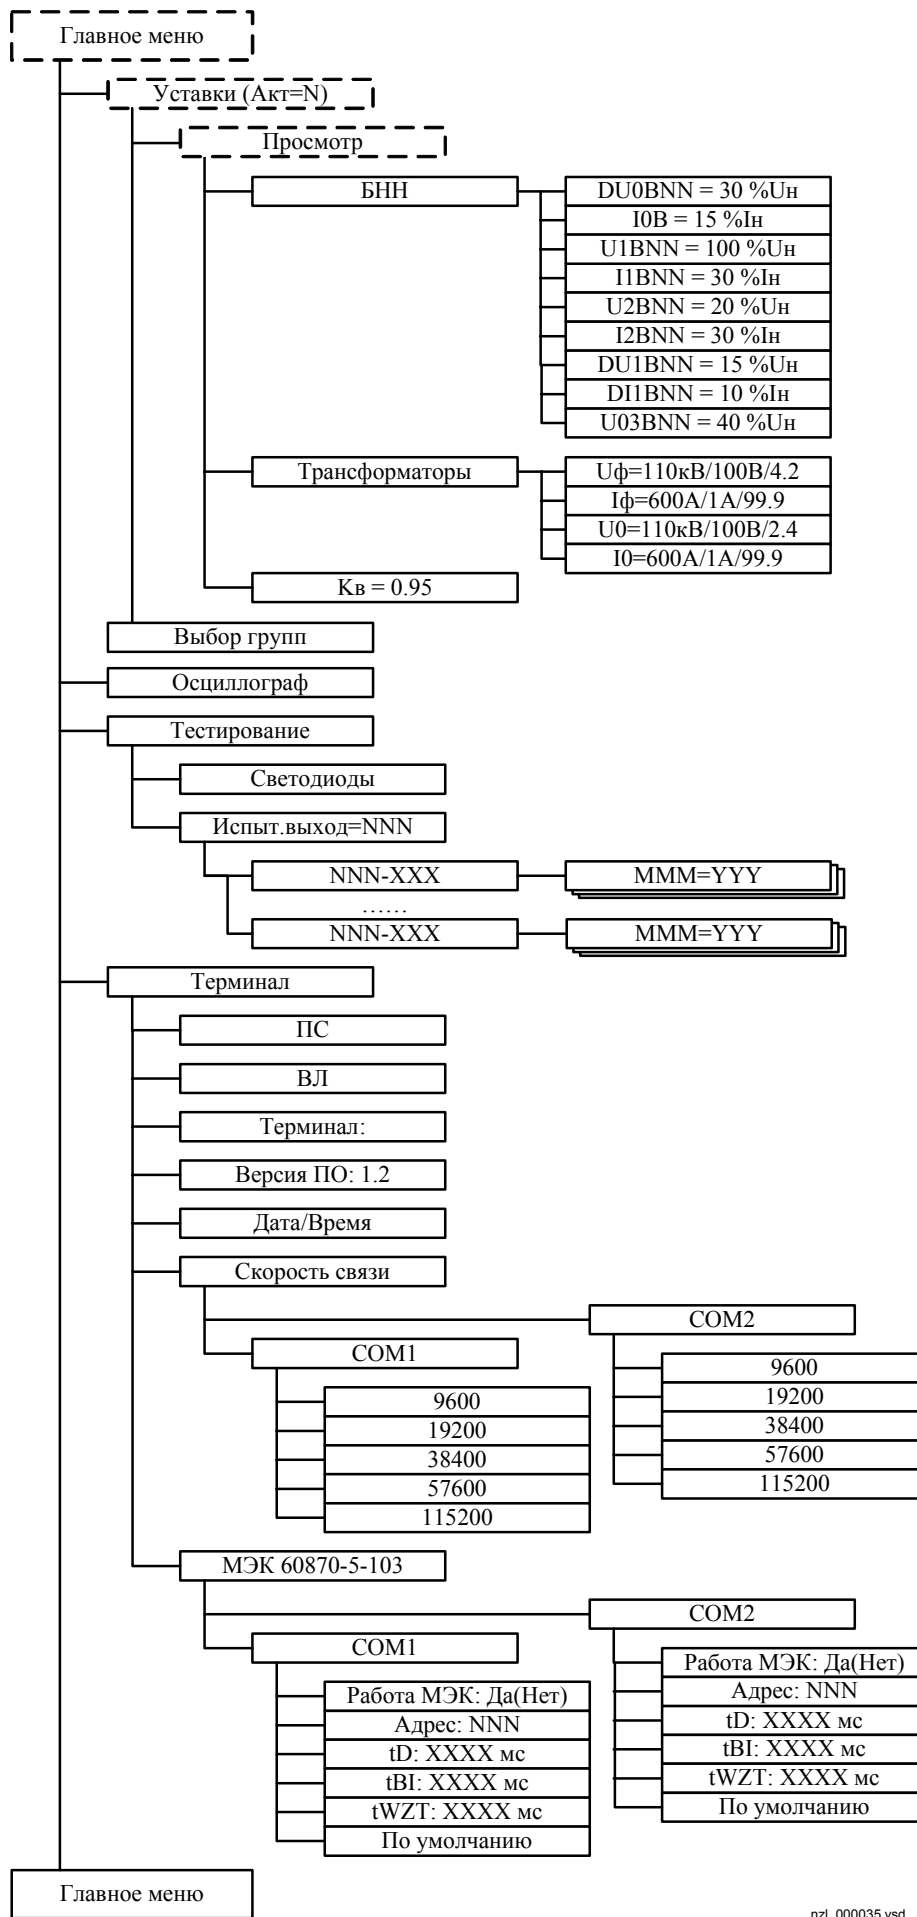 Главное меню
Уставки (Акт=N)
Просмотр
БНН
DU0BNN = 30 %Uн
I0B = 15 %Iн
U1BNN = 100 %Uн
I1BNN = 30 %Iн
U2BNN = 20 %Uн
I2BNN = 30 %Iн
DU1BNN = 15 %Uн
DI1BNN = 10 %Iн
U03BNN = 40 %Uн
Трансформаторы
Uф=110кВ/100В/4.2
Iф=600А/1А/99.9
U0=110кВ/100В/2.4
I0=600А/1А/99.9
Kв = 0.95
Выбор групп
Осциллограф
Тестирование
Светодиоды
Испыт.выход=NNN
NNN-XXX
MMM=YYY
……
NNN-XXX
MMM=YYY
Терминал
ПС
ВЛ
Терминал:
Версия ПО: 1.2
Дата/Время
Скорость связи
COM1
9600
19200
38400
57600
115200
COM2
9600
19200
38400
57600
115200
МЭК 60870-5-103
COM1
Работа МЭК: Да(Нет)
Адрес: NNN
tD: XXXX мс
tBI: XXXX мс
tWZT: XXXX мс
По умолчанию
COM2
Работа МЭК: Да(Нет)
Адрес: NNN
tD: XXXX мс
tBI: XXXX мс
tWZT: XXXX мс
По умолчанию
Главное меню
nzl_000035.vsd